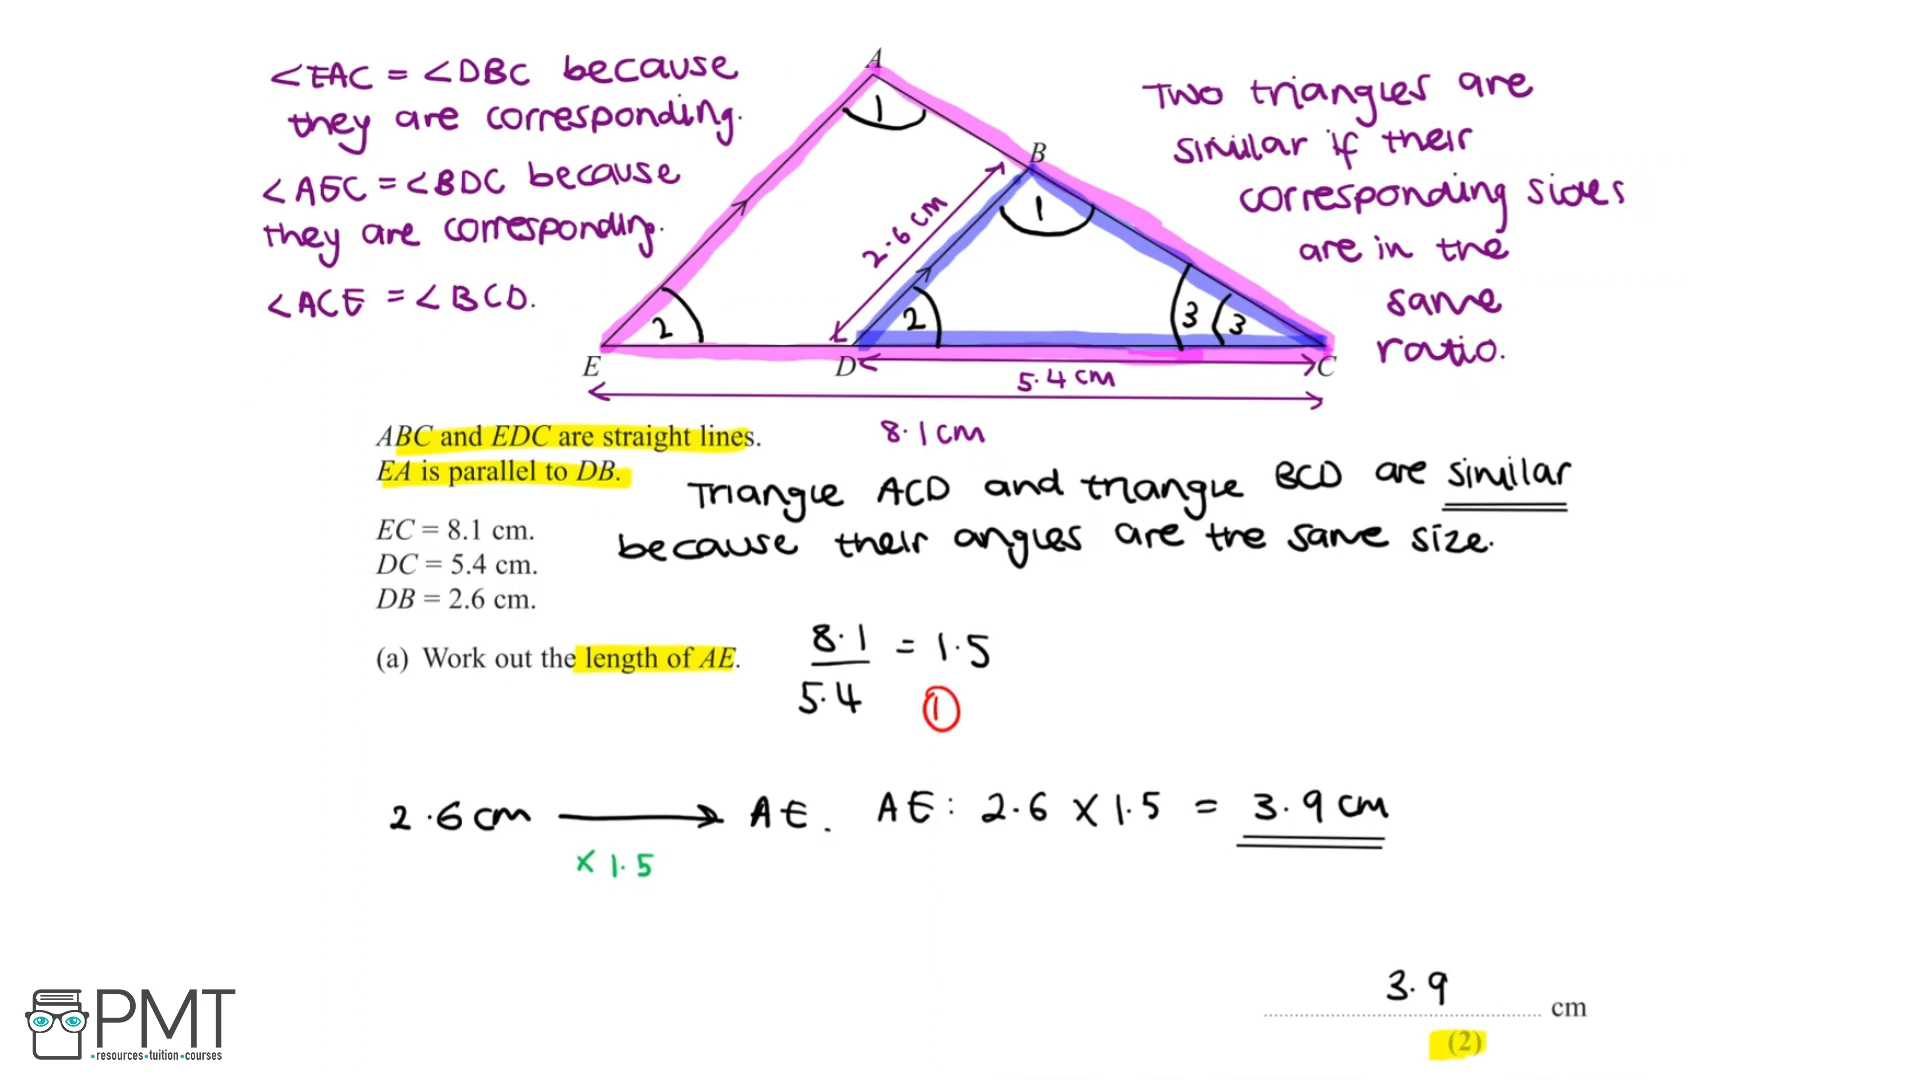 ∠EAC = ∠DBC because
they are corresponding.
∠AEC = ∠BDC because
they are corresponding.
∠ACE = ∠BCD.
A
1
B
1
2.6 cm
2
2
3
3
E
D
C
5.4 cm
8.1 cm
Two triangles are
similar if their
corresponding sides
are in the
same
ratio.
ABC and EDC are straight lines.
EA is parallel to DB.
Triangle ACD and triangle BCD are similar
because their angles are the same size.
EC = 8.1 cm.
DC = 5.4 cm.
DB = 2.6 cm.
(a) Work out the length of AE.
8.1
5.4
= 1.5
1
2.6 cm → AE.
× 1.5
AE: 2.6 × 1.5 = 3.9 cm
3.9
cm
(2)
PMT
•resources•tuition•courses